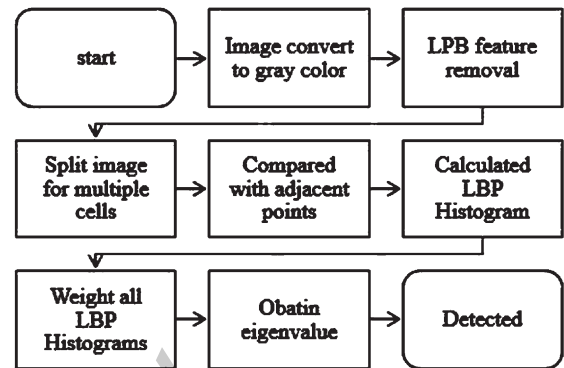 start
Image convert
to gray color
LPB feature
removal
Split image
for multiple
cells
Compared
with adjacent
points
Calculated
LBP
Histogram
Weight all
LBP
Histograms
Obatin
eigenvalue
Detected